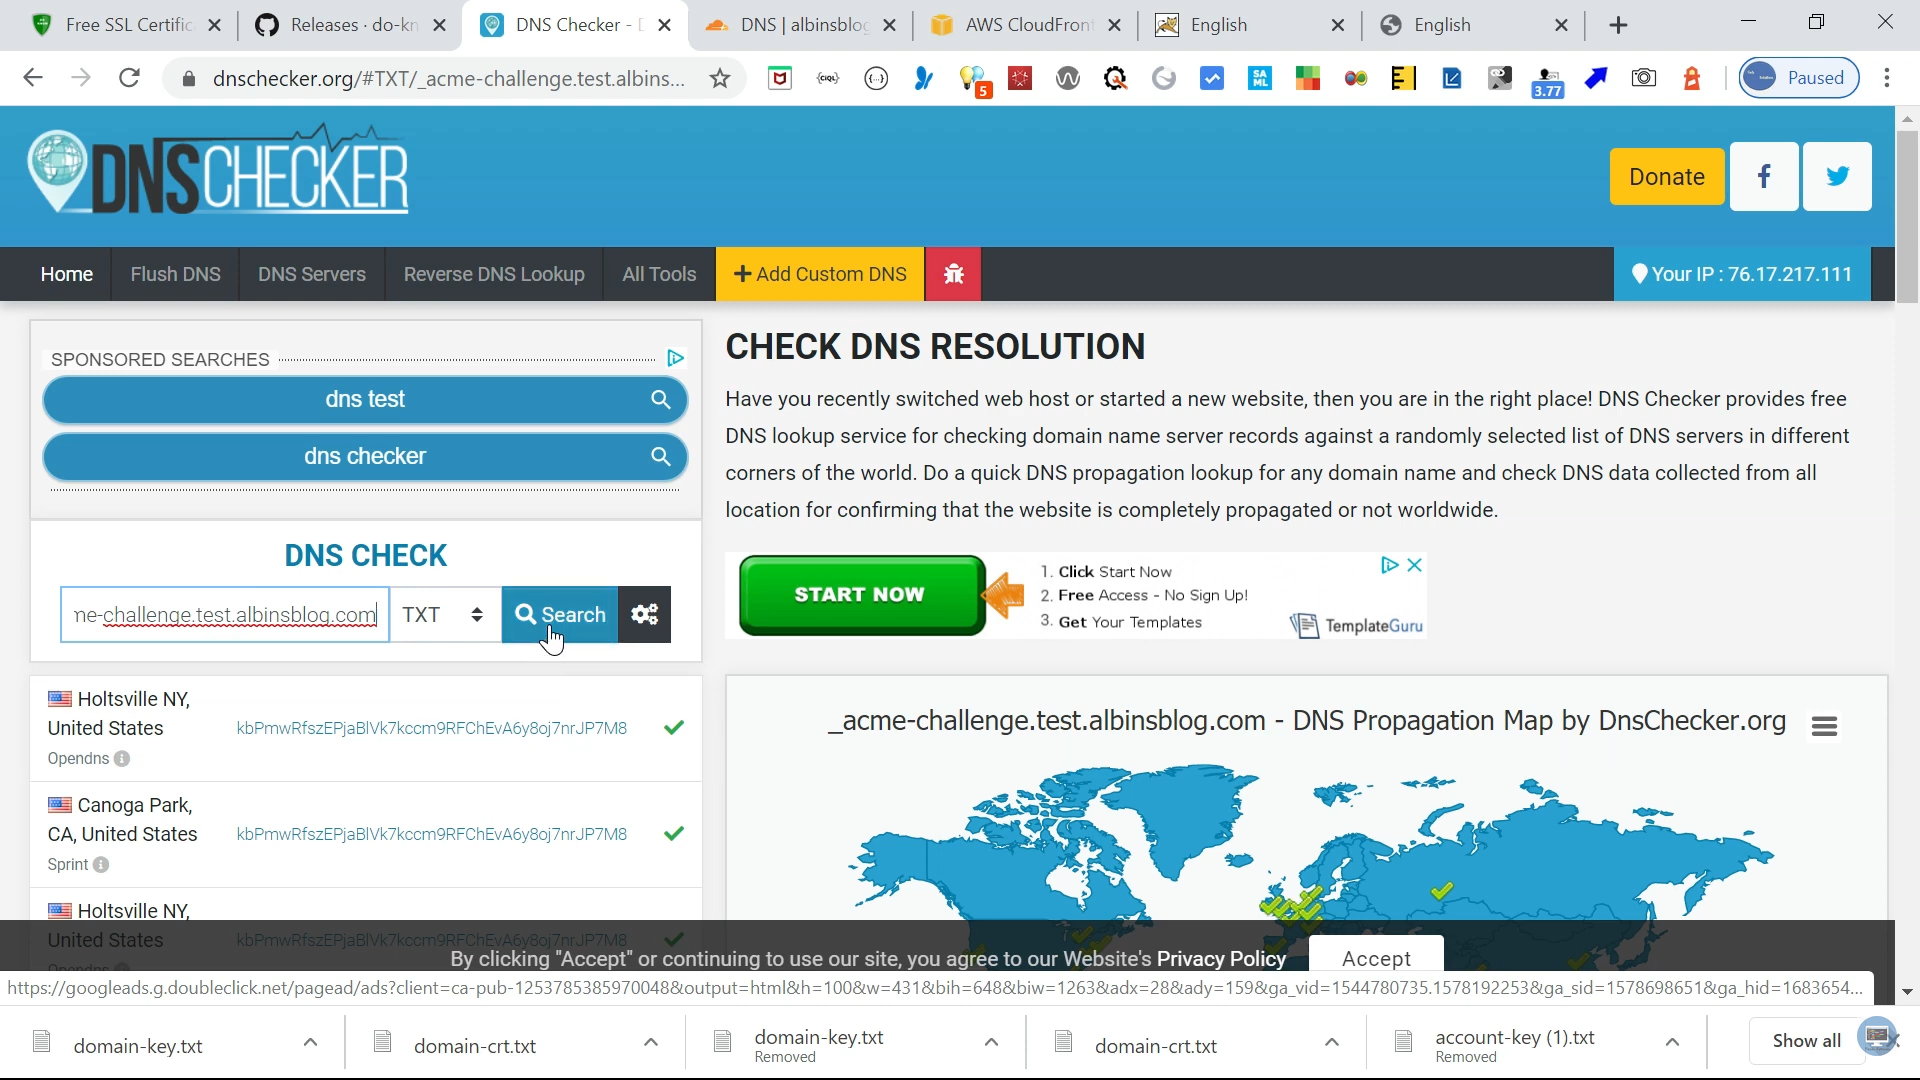 Free SSL Certific
Releases · do-kn
DNS Checker - D
DNS | albinsblog
AWS CloudFront
English
English
dnschecker.org/#TXT/_acme-challenge.test.albins...
CIQL
5
SA
ML
3.77
Paused
DNSCHECKER
Donate
Home
Flush DNS
DNS Servers
Reverse DNS Lookup
All Tools
Add Custom DNS
Your IP : 76.17.217.111
SPONSORED SEARCHES
dns test
dns checker
DNS CHECK
ne-challenge.test.albinsblog.com
TXT
Search
Holtsville NY,
United States
Opendns
kbPmwRfszEPjaBlVk7kccm9RFChEvA6y8oj7nrJP7M8
Canoga Park,
CA, United States
Sprint
kbPmwRfszEPjaBlVk7kccm9RFChEvA6y8oj7nrJP7M8
Holtsville NY,
United States
Opendns
kbPmwRfszEPjaBlVk7kccm9RFChEvA6y8oj7nrJP7M8
CHECK DNS RESOLUTION
Have you recently switched web host or started a new website, then you are in the right place! DNS Checker provides free
DNS lookup service for checking domain name server records against a randomly selected list of DNS servers in different
corners of the world. Do a quick DNS propagation lookup for any domain name and check DNS data collected from all
location for confirming that the website is completely propagated or not worldwide.
START NOW
1. Click Start Now
2. Free Access - No Sign Up!
3. Get Your Templates
TemplateGuru
_acme-challenge.test.albinsblog.com - DNS Propagation Map by DnsChecker.org
By clicking "Accept" or continuing to use our site, you agree to our Website's Privacy Policy
Accept
https://googleads.g.doubleclick.net/pagead/ads?client=ca-pub-1253785385970048&output=html&h=100&w=431&bih=648&biw=1263&adx=28&ady=159&ga_vid=1544780735.1578192253&ga_sid=1578698651&ga_hid=1683654...
domain-key.txt
domain-crt.txt
domain-key.txt
Removed
domain-crt.txt
account-key (1).txt
Removed
Show all